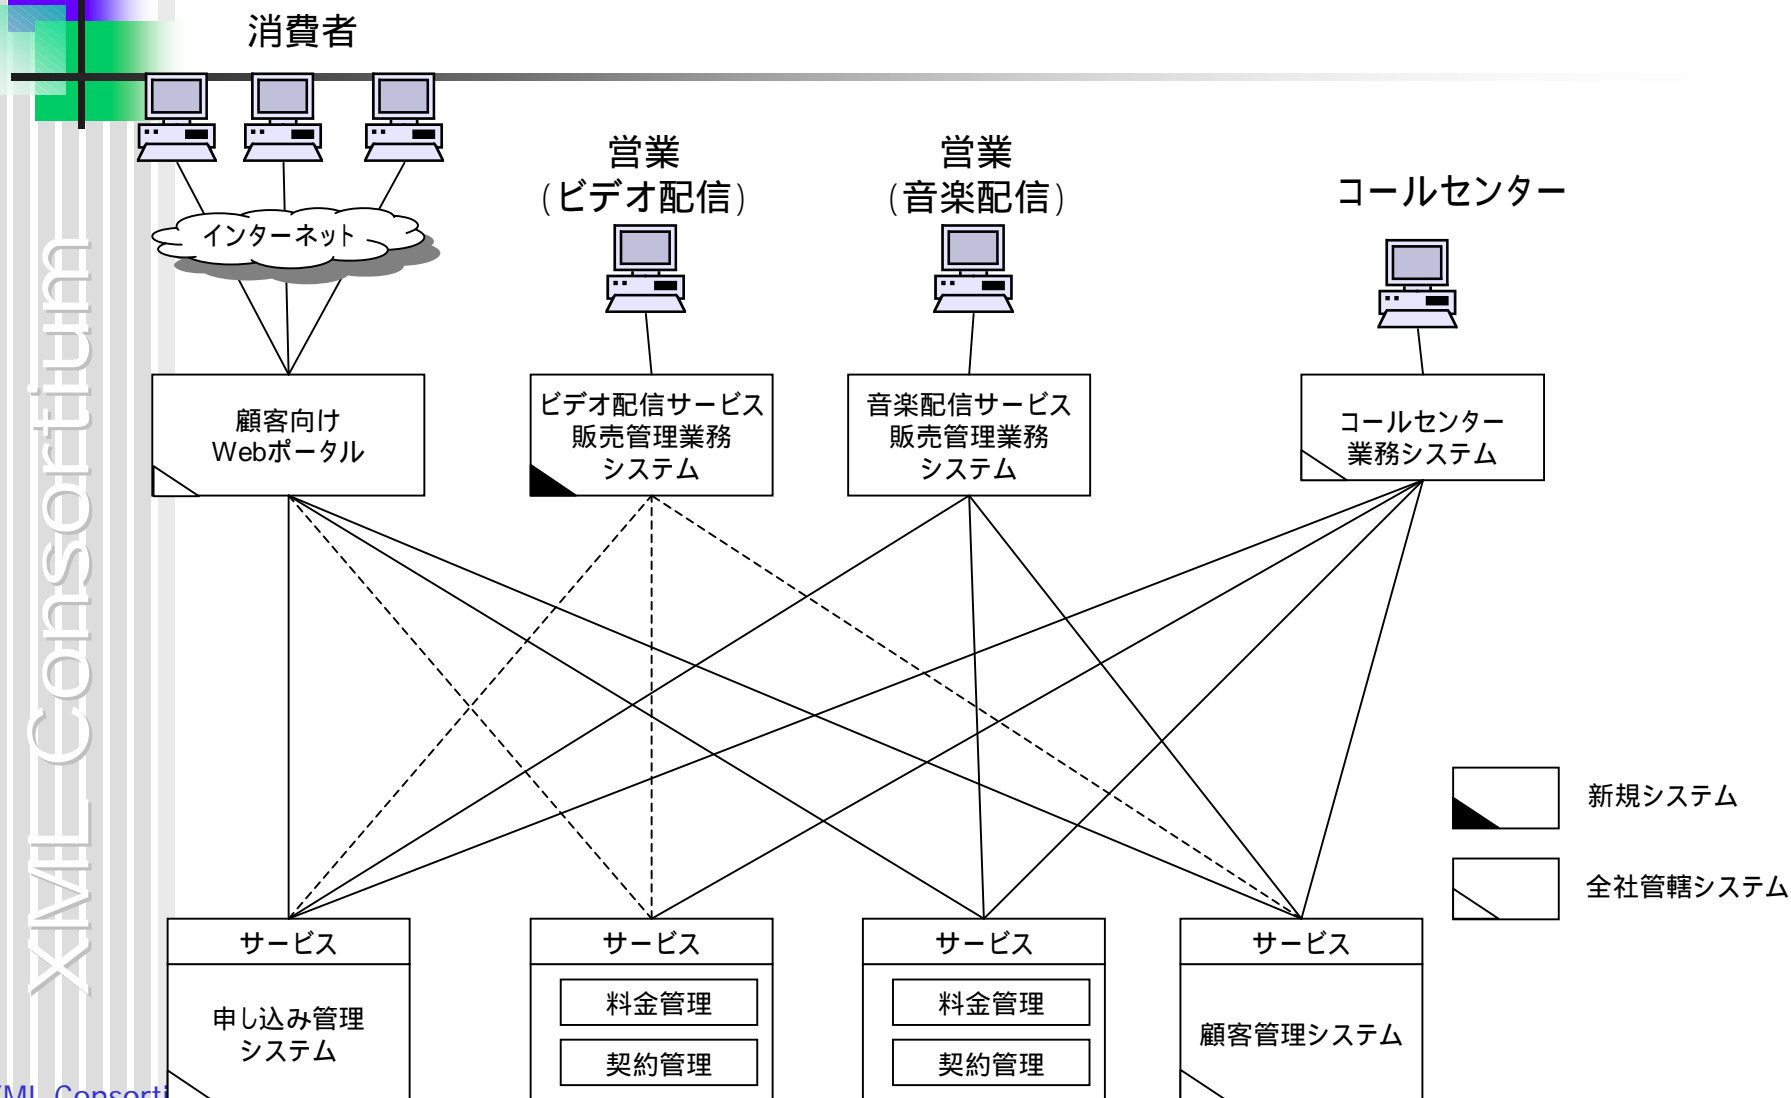 消費者
営業
(ビデオ配信)
営業
(音楽配信)
コールセンター
インターネット
顧客向け
Webポータル
ビデオ配信サービス
販売管理業務
システム
音楽配信サービス
販売管理業務
システム
コールセンター
業務システム
新規システム
全社管轄システム
サービス
サービス
サービス
サービス
申し込み管理
システム
料金管理
契約管理
料金管理
契約管理
顧客管理システム
XML Consortium